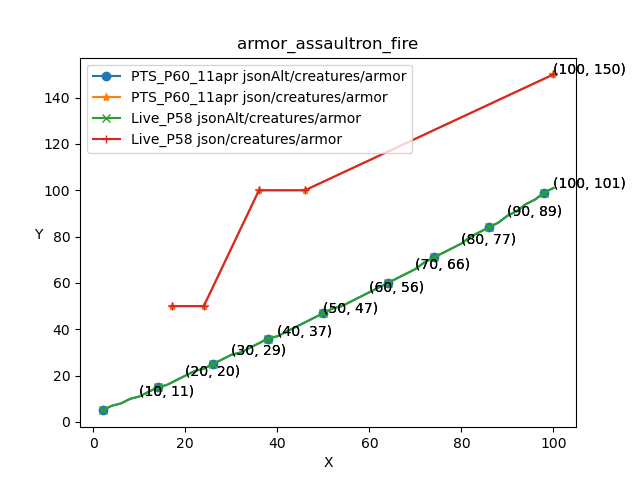 armor_assaultron_fire
PTS_P60_11apr jsonAlt/creatures/armor
PTS_P60_11apr json/creatures/armor
Live_P58 jsonAlt/creatures/armor
Live_P58 json/creatures/armor
(100, 150)
(100, 101)
(90, 89)
(80, 77)
(70, 66)
(60, 56)
(50, 47)
(40, 37)
(30, 29)
(20, 20)
(10, 11)
140
120
100
80
60
40
20
0
Y
0 20 40 60 80 100
X